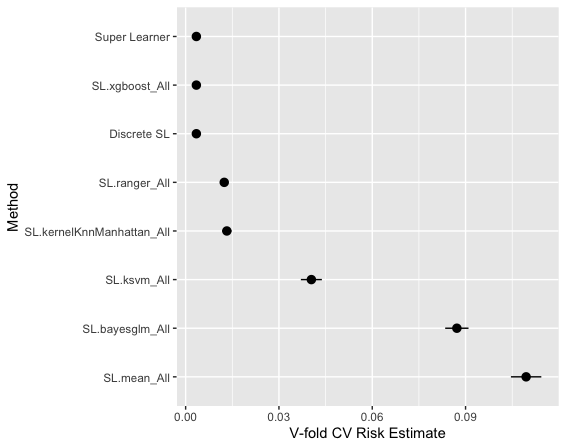 Super Learner
SL.xgboost_All
Discrete SL
SL.ranger_All
SL.kernelKnnManhattan_All
SL.ksvm_All
SL.bayesglm_All
SL.mean_All
Method
0.00 0.03 0.06 0.09
V-fold CV Risk Estimate